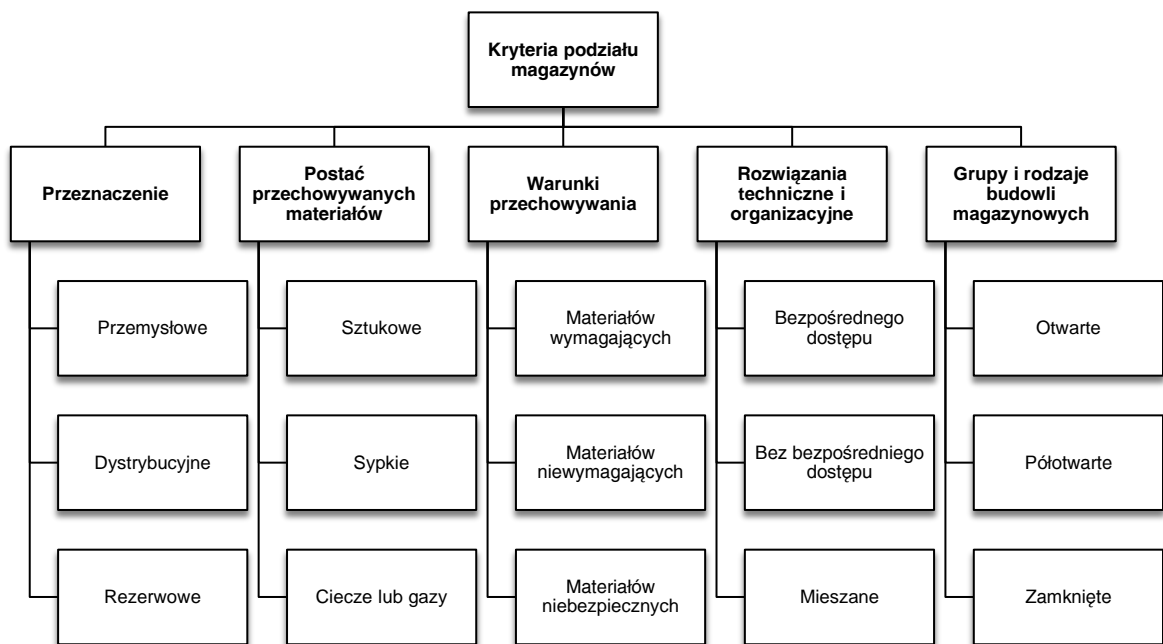 Kryteria podziału
magazynów
Przeznaczenie
Postać
przechowywanych
materiałów
Warunki
przechowywania
Rozwiązania
techniczne i
organizacyjne
Grupy i rodzaje
budowli
magazynowych
Przemysłowe
Sztukowe
Materiałów
wymagających
Bezpośrednego
dostępu
Otwarte
Dystrybucyjne
Sypkie
Materiałów
niewymagających
Bez bezpośredniego
dostępu
Półotwarte
Rezerwowe
Ciecze lub gazy
Materiałów
niebezpiecznych
Mieszane
Zamknięte